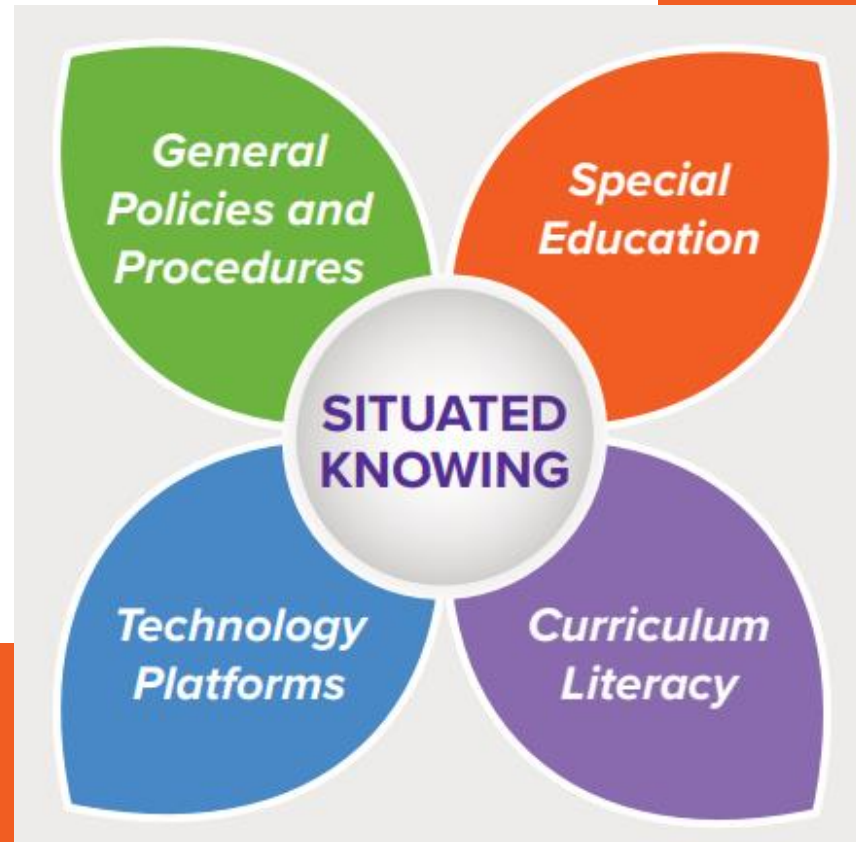 General
Policies and
Procedures
Special
Education
SITUATED
KNOWING
Technology
Platforms
Curriculum
Literacy